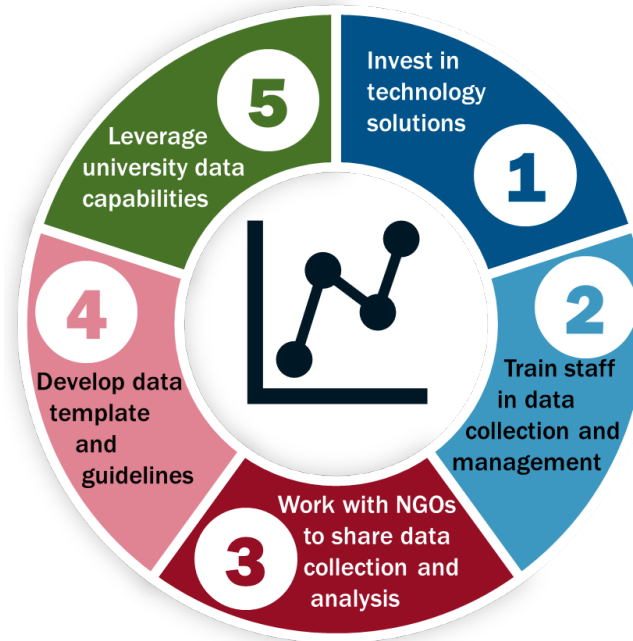 1
Invest in
technology
solutions
2
Train staff
in data
collection and
management
3
Work with NGOs
to share data
collection and
analysis
4
Develop data
template
and
guidelines
5
Leverage
university data
capabilities